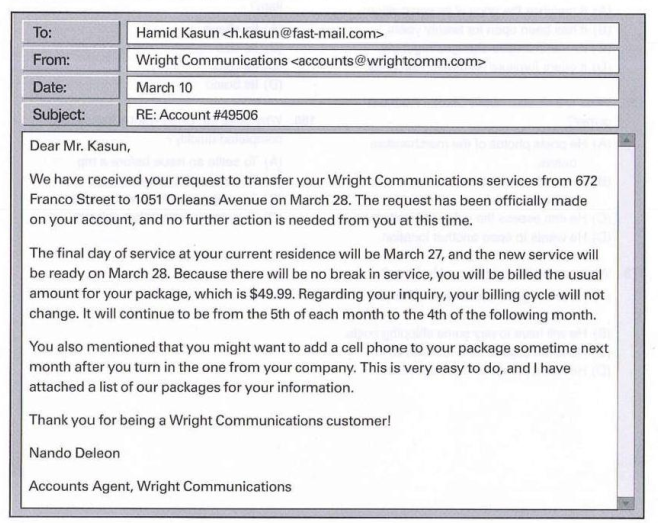 To: Hamid Kasun <h.kasun@fast-mail.com>
From: Wright Communications <accounts@wrightcomm.com>
Date: March 10
Subject: RE: Account #49506
Dear Mr. Kasun,
We have received your request to transfer your Wright Communications services from 672
Franco Street to 1051 Orleans Avenue on March 28. The request has been officially made
on your account, and no further action is needed from you at this time.
The final day of service at your current residence will be March 27, and the new service will
be ready on March 28. Because there will be no break in service, you will be billed the usual
amount for your package, which is $49.99. Regarding your inquiry, your billing cycle will not
change. It will continue to be from the 5th of each month to the 4th of the following month.
You also mentioned that you might want to add a cell phone to your package sometime next
month after you turn in the one from your company. This is very easy to do, and I have
attached a list of our packages for your information.
Thank you for being a Wright Communications customer!
Nando Deleon
Accounts Agent, Wright Communications